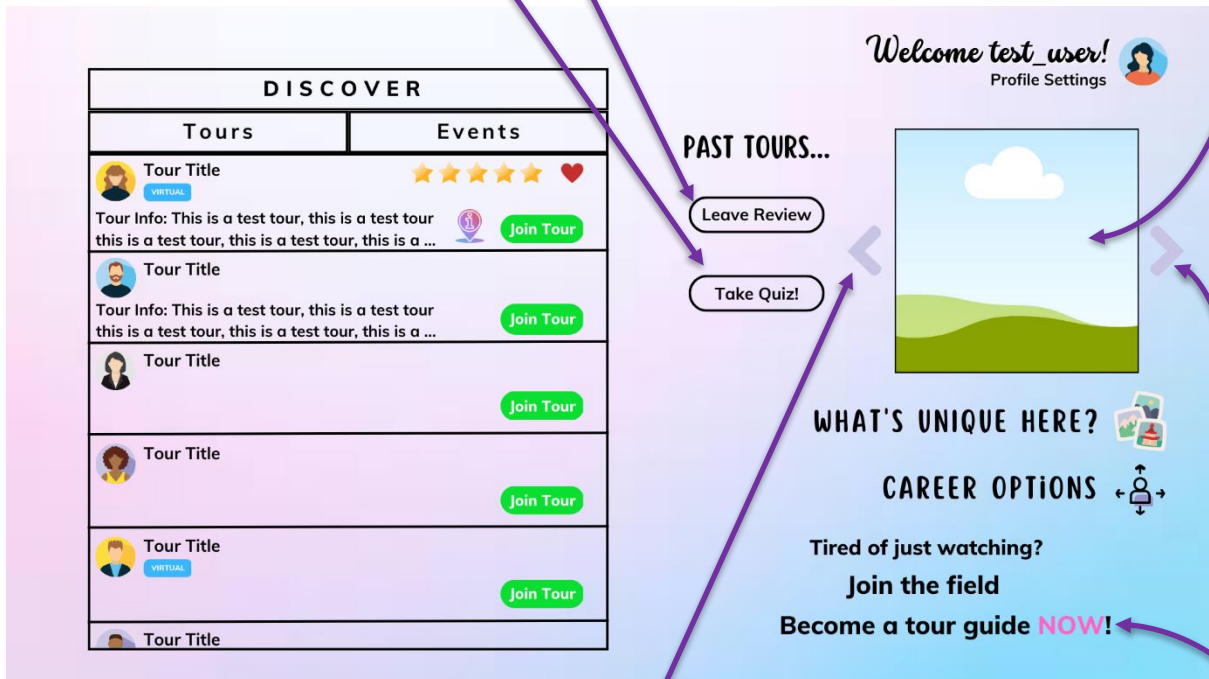 Welcome test_user!
Profile Settings
DISCOVER
Tours
Events
Tour Title
VIRTUAL
Tour Info: This is a test tour, this is a test tour
this is a test tour, this is a test tour, this is a ...
i
Join Tour
Tour Title
Tour Info: This is a test tour, this is a test tour
this is a test tour, this is a test tour, this is a ...
Join Tour
Tour Title
Join Tour
Tour Title
Join Tour
Tour Title
VIRTUAL
Join Tour
Tour Title
PAST TOURS...
Leave Review
Take Quiz!
WHAT'S UNIQUE HERE?
CAREER OPTIONS
Tired of just watching?
Join the field
Become a tour guide NOW!